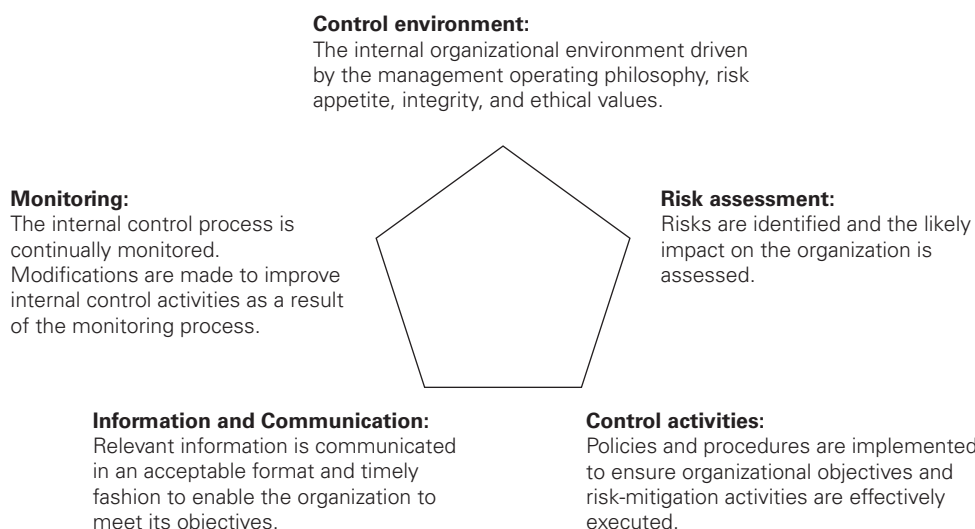 Control environment:
The internal organizational environment driven
by the management operating philosophy, risk
appetite, integrity, and ethical values.
Monitoring:
The internal control process is
continually monitored.
Modifications are made to improve
internal control activities as a result
of the monitoring process.
Risk assessment:
Risks are identified and the likely
impact on the organization is
assessed.
Information and Communication:
Relevant information is communicated
in an acceptable format and timely
fashion to enable the organization to
meet its objectives.
Control activities:
Policies and procedures are implemented
to ensure organizational objectives and
risk-mitigation activities are effectively
executed.